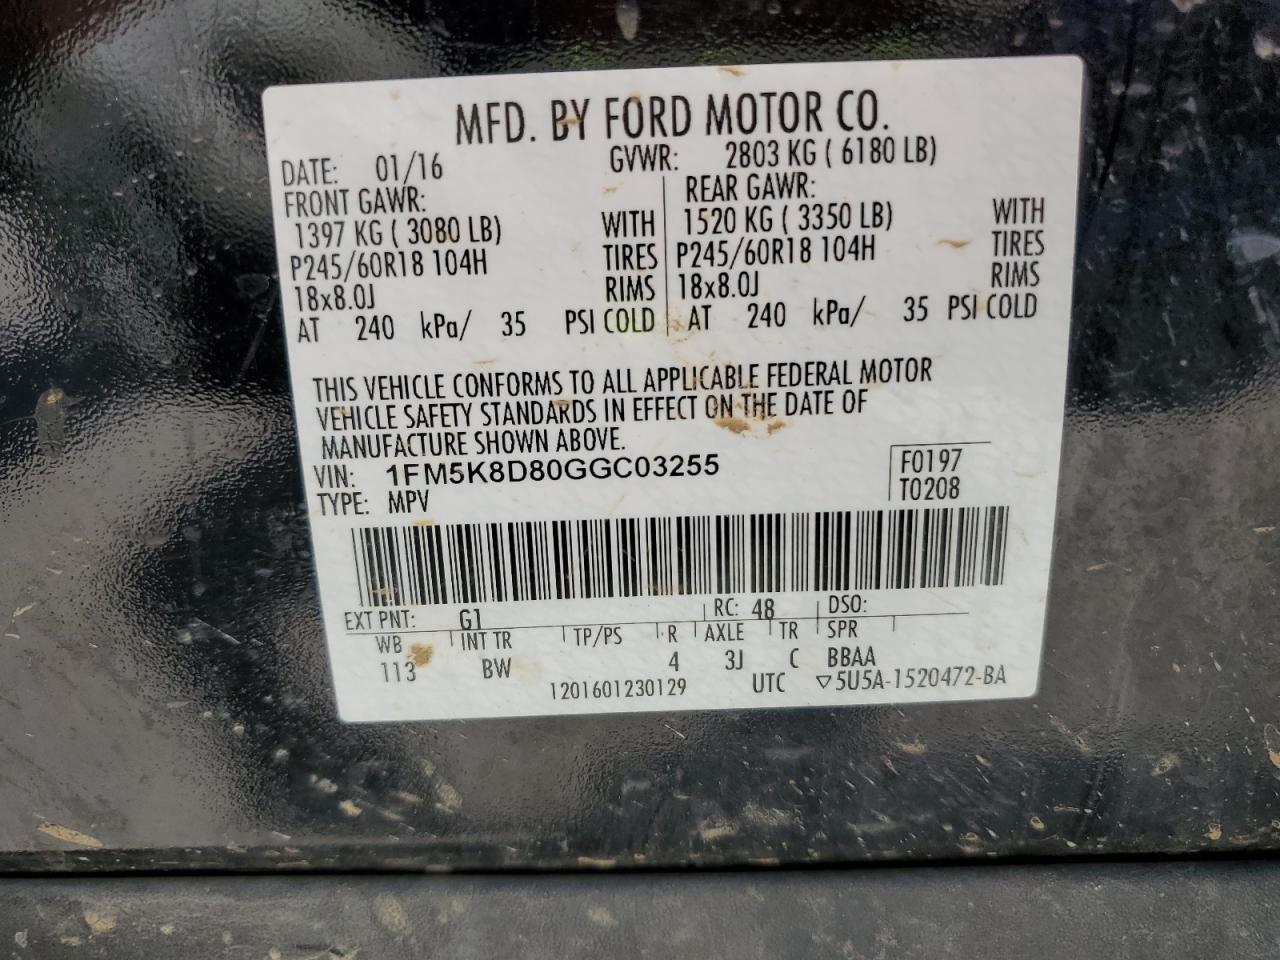 MFD. BY FORD MOTOR CO.
DATE: 01/16 GVWR: 2803 KG ( 6180 LB)
FRONT GAWR: REAR GAWR:
1397 KG ( 3080 LB) WITH 1520 KG ( 3350 LB) WITH
P245/60R18 104H TIRES P245/60R18 104H TIRES
18x8.0J RIMS 18x8.0J RIMS
AT 240 kPa/ 35 PSI COLD AT 240 kPa/ 35 PSI COLD
THIS VEHICLE CONFORMS TO ALL APPLICABLE FEDERAL MOTOR
VEHICLE SAFETY STANDARDS IN EFFECT ON THE DATE OF
MANUFACTURE SHOWN ABOVE.
VIN: 1FM5K8D80GGC03255 F0197
TYPE: MPV T0208
EXT PNT: G1 RC: 48 DSO:
WB INT TR TP/PS R AXLE TR SPR
113 BW 4 3J C BBAA
1201601230129 UTC ▽5U5A-1520472-BA